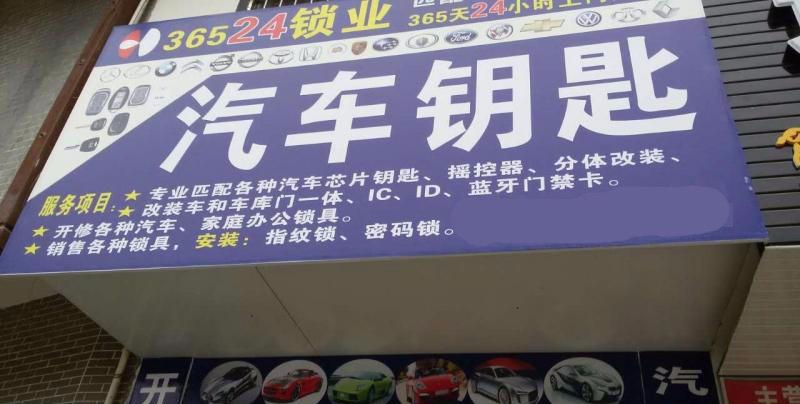 36524锁业
365天24小时上门
汽车钥匙
服务项目:
★ 专业匹配各种汽车芯片钥匙、摇控器、分体改装、
★ 改装车和车库门一体、IC、ID、蓝牙门禁卡。
★ 开修各种汽车、家庭办公锁具。
★ 销售各种锁具，安装：指纹锁、密码锁。
Ford
开
汽
主营